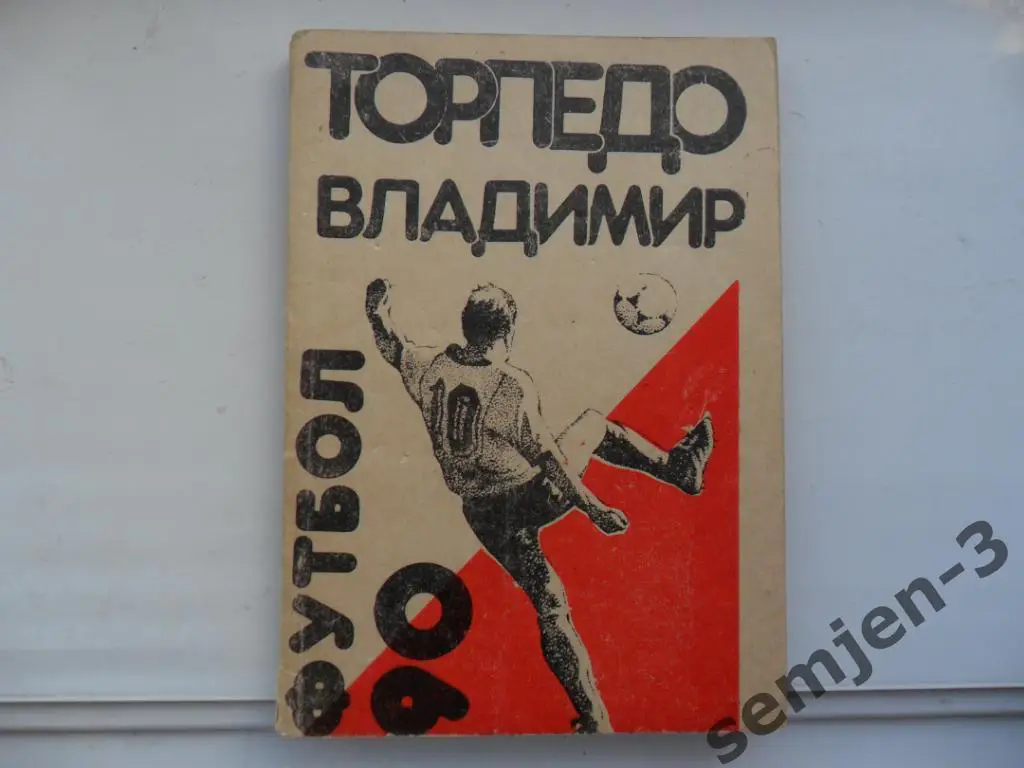 ТОРПЕДО
ВЛАДИМИР
ФУТБОЛ
90
10
semjen-3